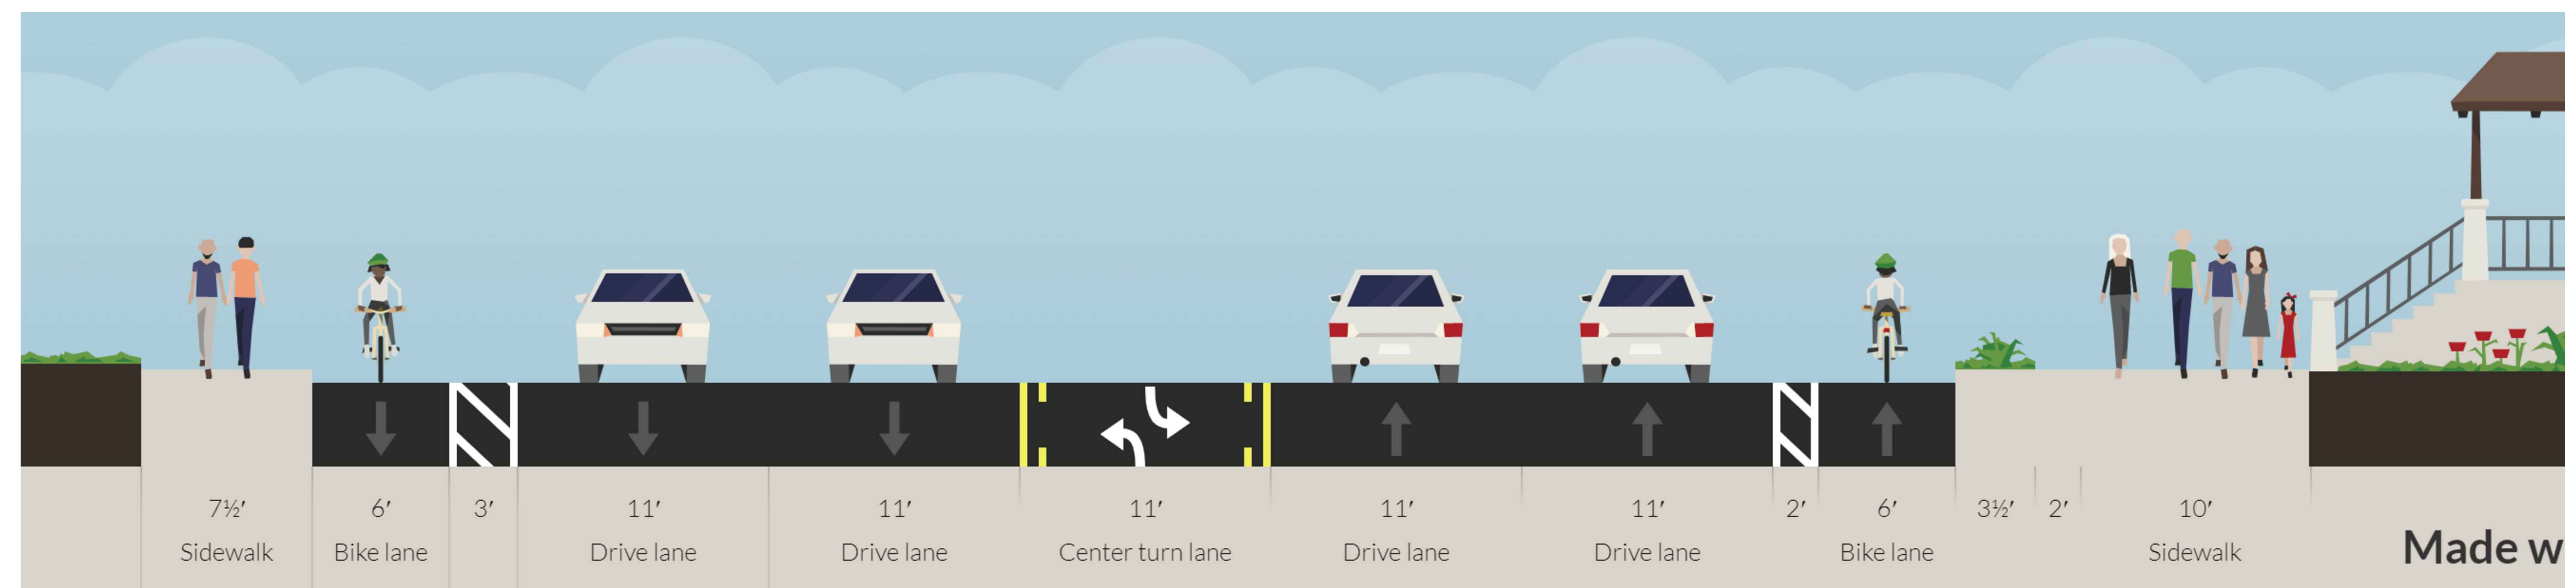 7½′ 6′ 3′ 11′ 11′ 11′ 11′ 11′ 2′ 6′ 3½′ 2′ 10′
Sidewalk Bike lane Drive lane Drive lane Center turn lane Drive lane Drive lane Bike lane Sidewalk
Made w